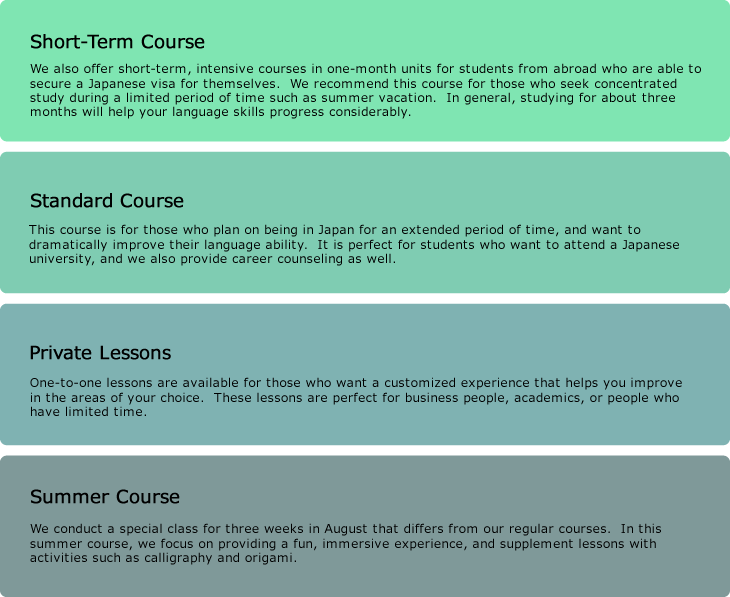 Short-Term Course
We also offer short-term, intensive courses in one-month units for students from abroad who are able to
secure a Japanese visa for themselves.  We recommend this course for those who seek concentrated
study during a limited period of time such as summer vacation.  In general, studying for about three
months will help your language skills progress considerably.
Standard Course
This course is for those who plan on being in Japan for an extended period of time, and want to
dramatically improve their language ability.  It is perfect for students who want to attend a Japanese
university, and we also provide career counseling as well.
Private Lessons
One-to-one lessons are available for those who want a customized experience that helps you improve
in the areas of your choice.  These lessons are perfect for business people, academics, or people who
have limited time.
Summer Course
We conduct a special class for three weeks in August that differs from our regular courses.  In this
summer course, we focus on providing a fun, immersive experience, and supplement lessons with
activities such as calligraphy and origami.